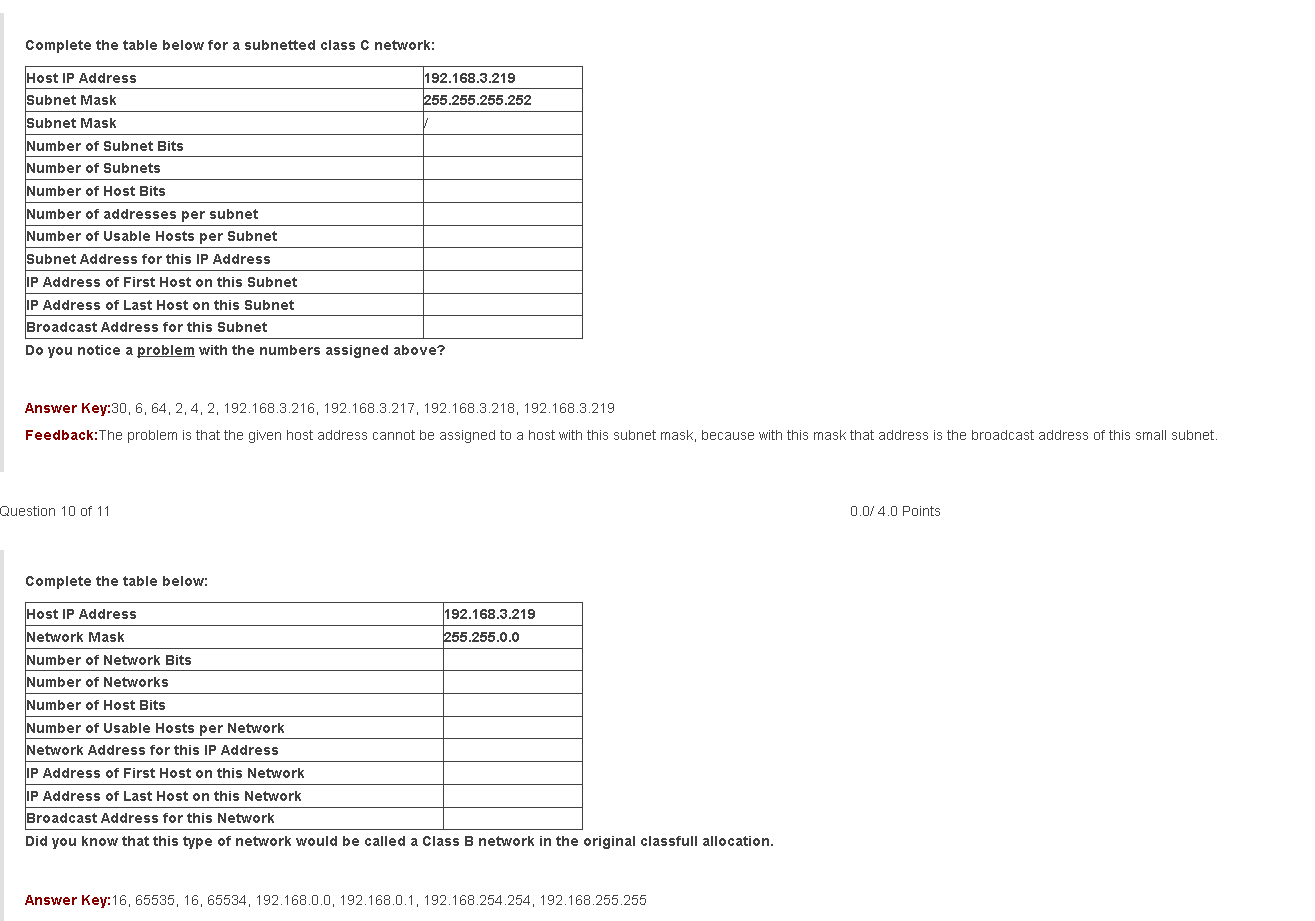 Complete the table below for a subnetted class C network:
Host IP Address 192.168.3.219
Subnet Mask 255.255.255.252
Subnet Mask /
Number of Subnet Bits
Number of Subnets
Number of Host Bits
Number of addresses per subnet
Number of Usable Hosts per Subnet
Subnet Address for this IP Address
IP Address of First Host on this Subnet
IP Address of Last Host on this Subnet
Broadcast Address for this Subnet
Do you notice a problem with the numbers assigned above?
Answer Key:30, 6, 64, 2, 4, 2, 192.168.3.216, 192.168.3.217, 192.168.3.218, 192.168.3.219
Feedback:The problem is that the given host address cannot be assigned to a host with this subnet mask, because with this mask that address is the broadcast address of this small subnet.
Question 10 of 11 0.0/ 4.0 Points
Complete the table below:
Host IP Address 192.168.3.219
Network Mask 255.255.0.0
Number of Network Bits
Number of Networks
Number of Host Bits
Number of Usable Hosts per Network
Network Address for this IP Address
IP Address of First Host on this Network
IP Address of Last Host on this Network
Broadcast Address for this Network
Did you know that this type of network would be called a Class B network in the original classfull allocation.
Answer Key:16, 65535, 16, 65534, 192.168.0.0, 192.168.0.1, 192.168.254.254, 192.168.255.255